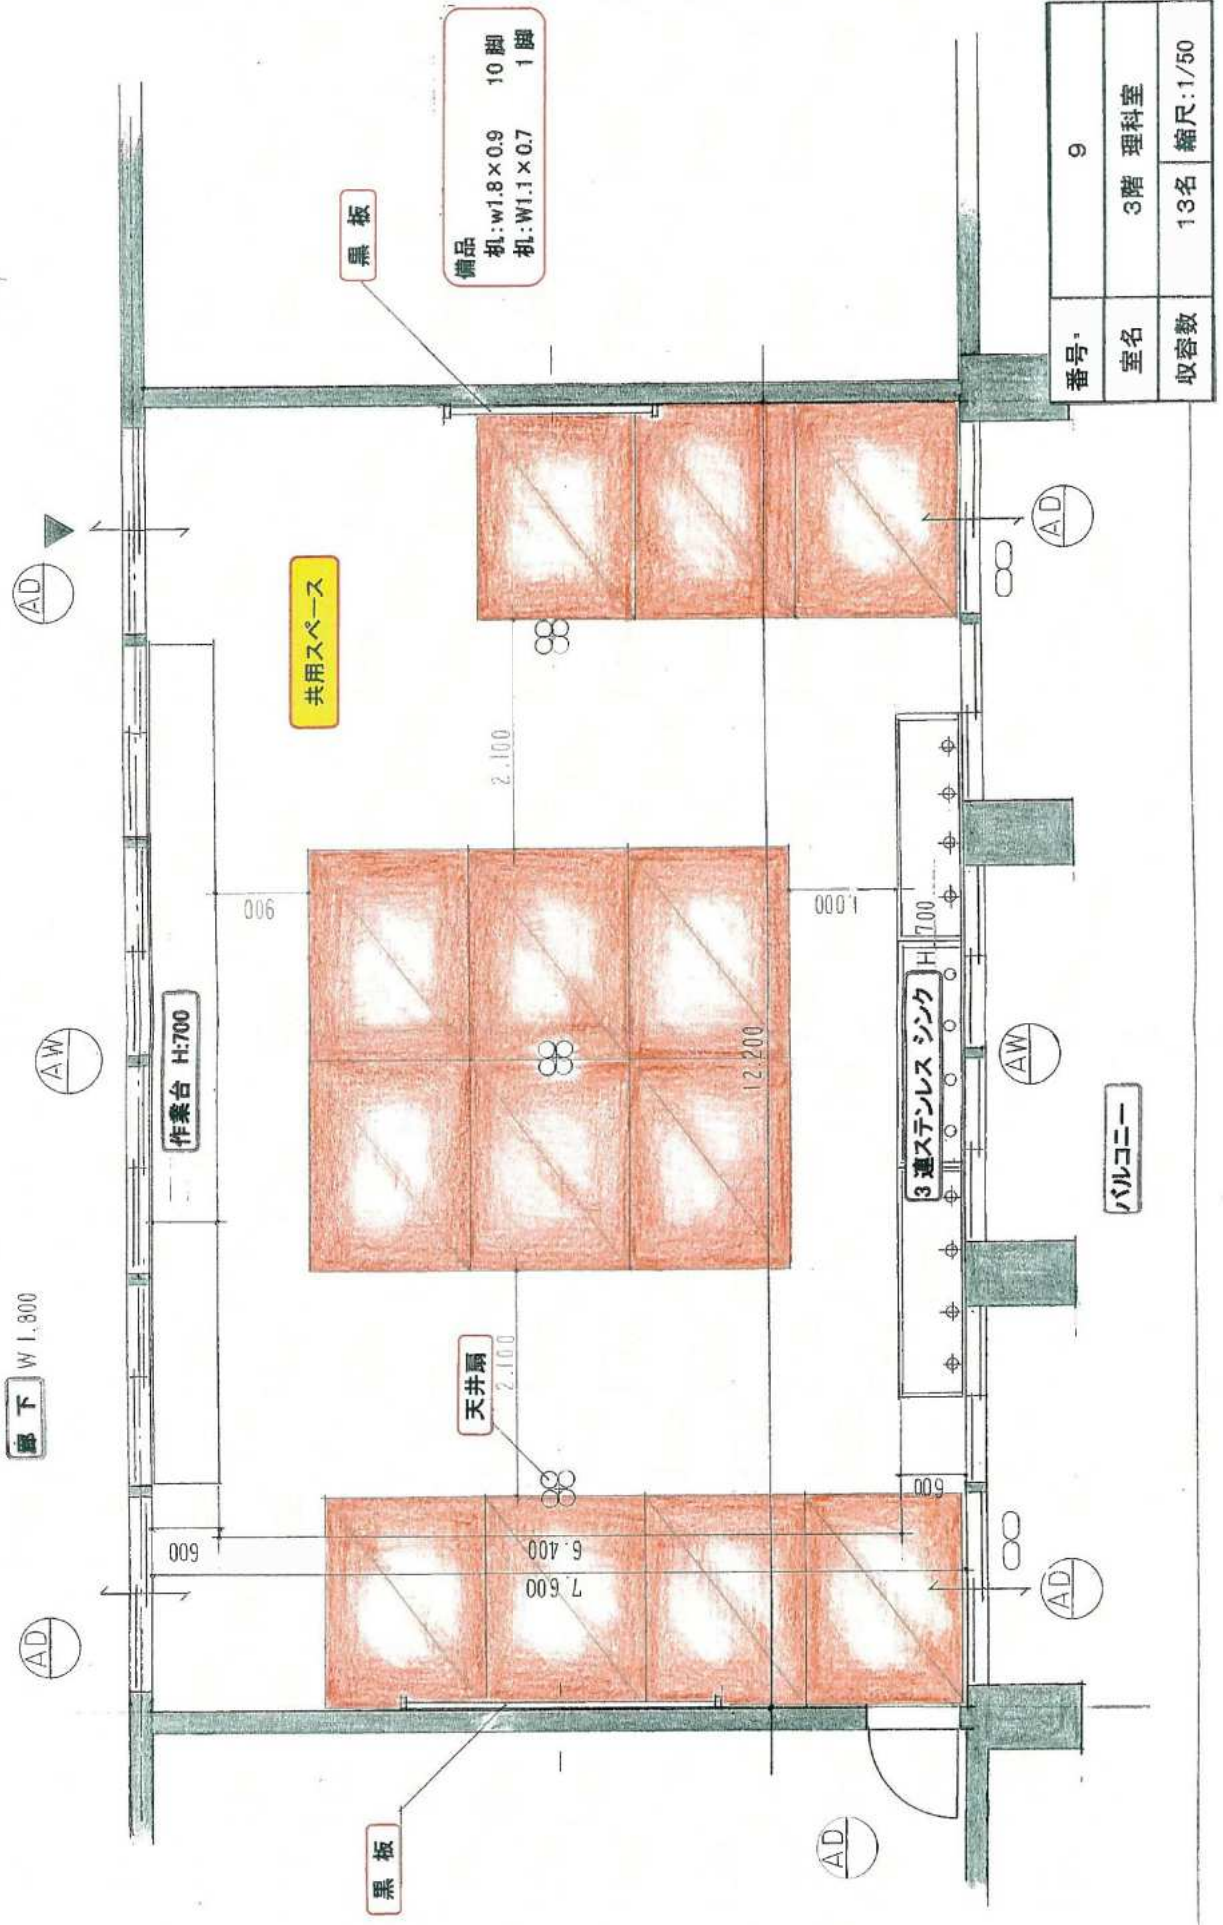 廊 下 W 1.800
AD
AW
AD
作業台 H:700
600
900
共用スペース
黒 板
黒 板
備品
机:w1.8×0.9 10 脚
机:W1.1×0.7 1 脚
天井扇
2.100
2.100
6.400
7.600
12.200
1.000
600
3 連ステンレス シンク H 700
AD
AD
AW
AD
バルコニー
番号. 9
室名 3階 理科室
収容数 13名 縮尺:1/50